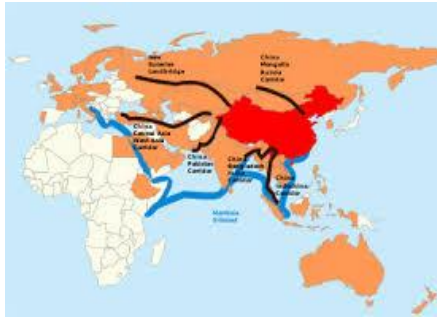 New
Eurasian
Landbridge
China
Mongolia
Russia
Corridor
China
Central Asia
West Asia
Corridor
China
Pakistan
Corridor
China
Bangladesh
India
Corridor
China
Indochina
Corridor
Maritime
Silkroad